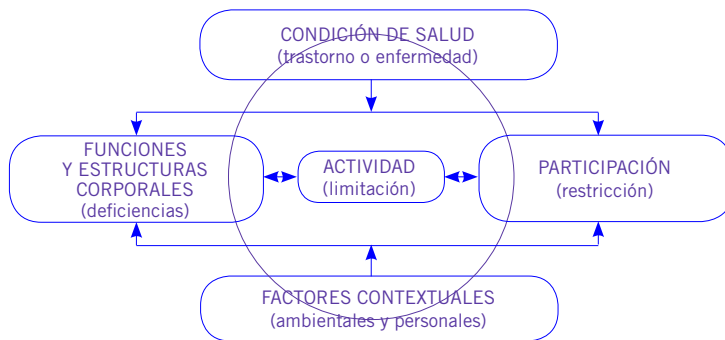 CONDICIÓN DE SALUD
(trastorno o enfermedad)
FUNCIONES
Y ESTRUCTURAS
CORPORALES
(deficiencias)
ACTIVIDAD
(limitación)
PARTICIPACIÓN
(restricción)
FACTORES CONTEXTUALES
(ambientales y personales)